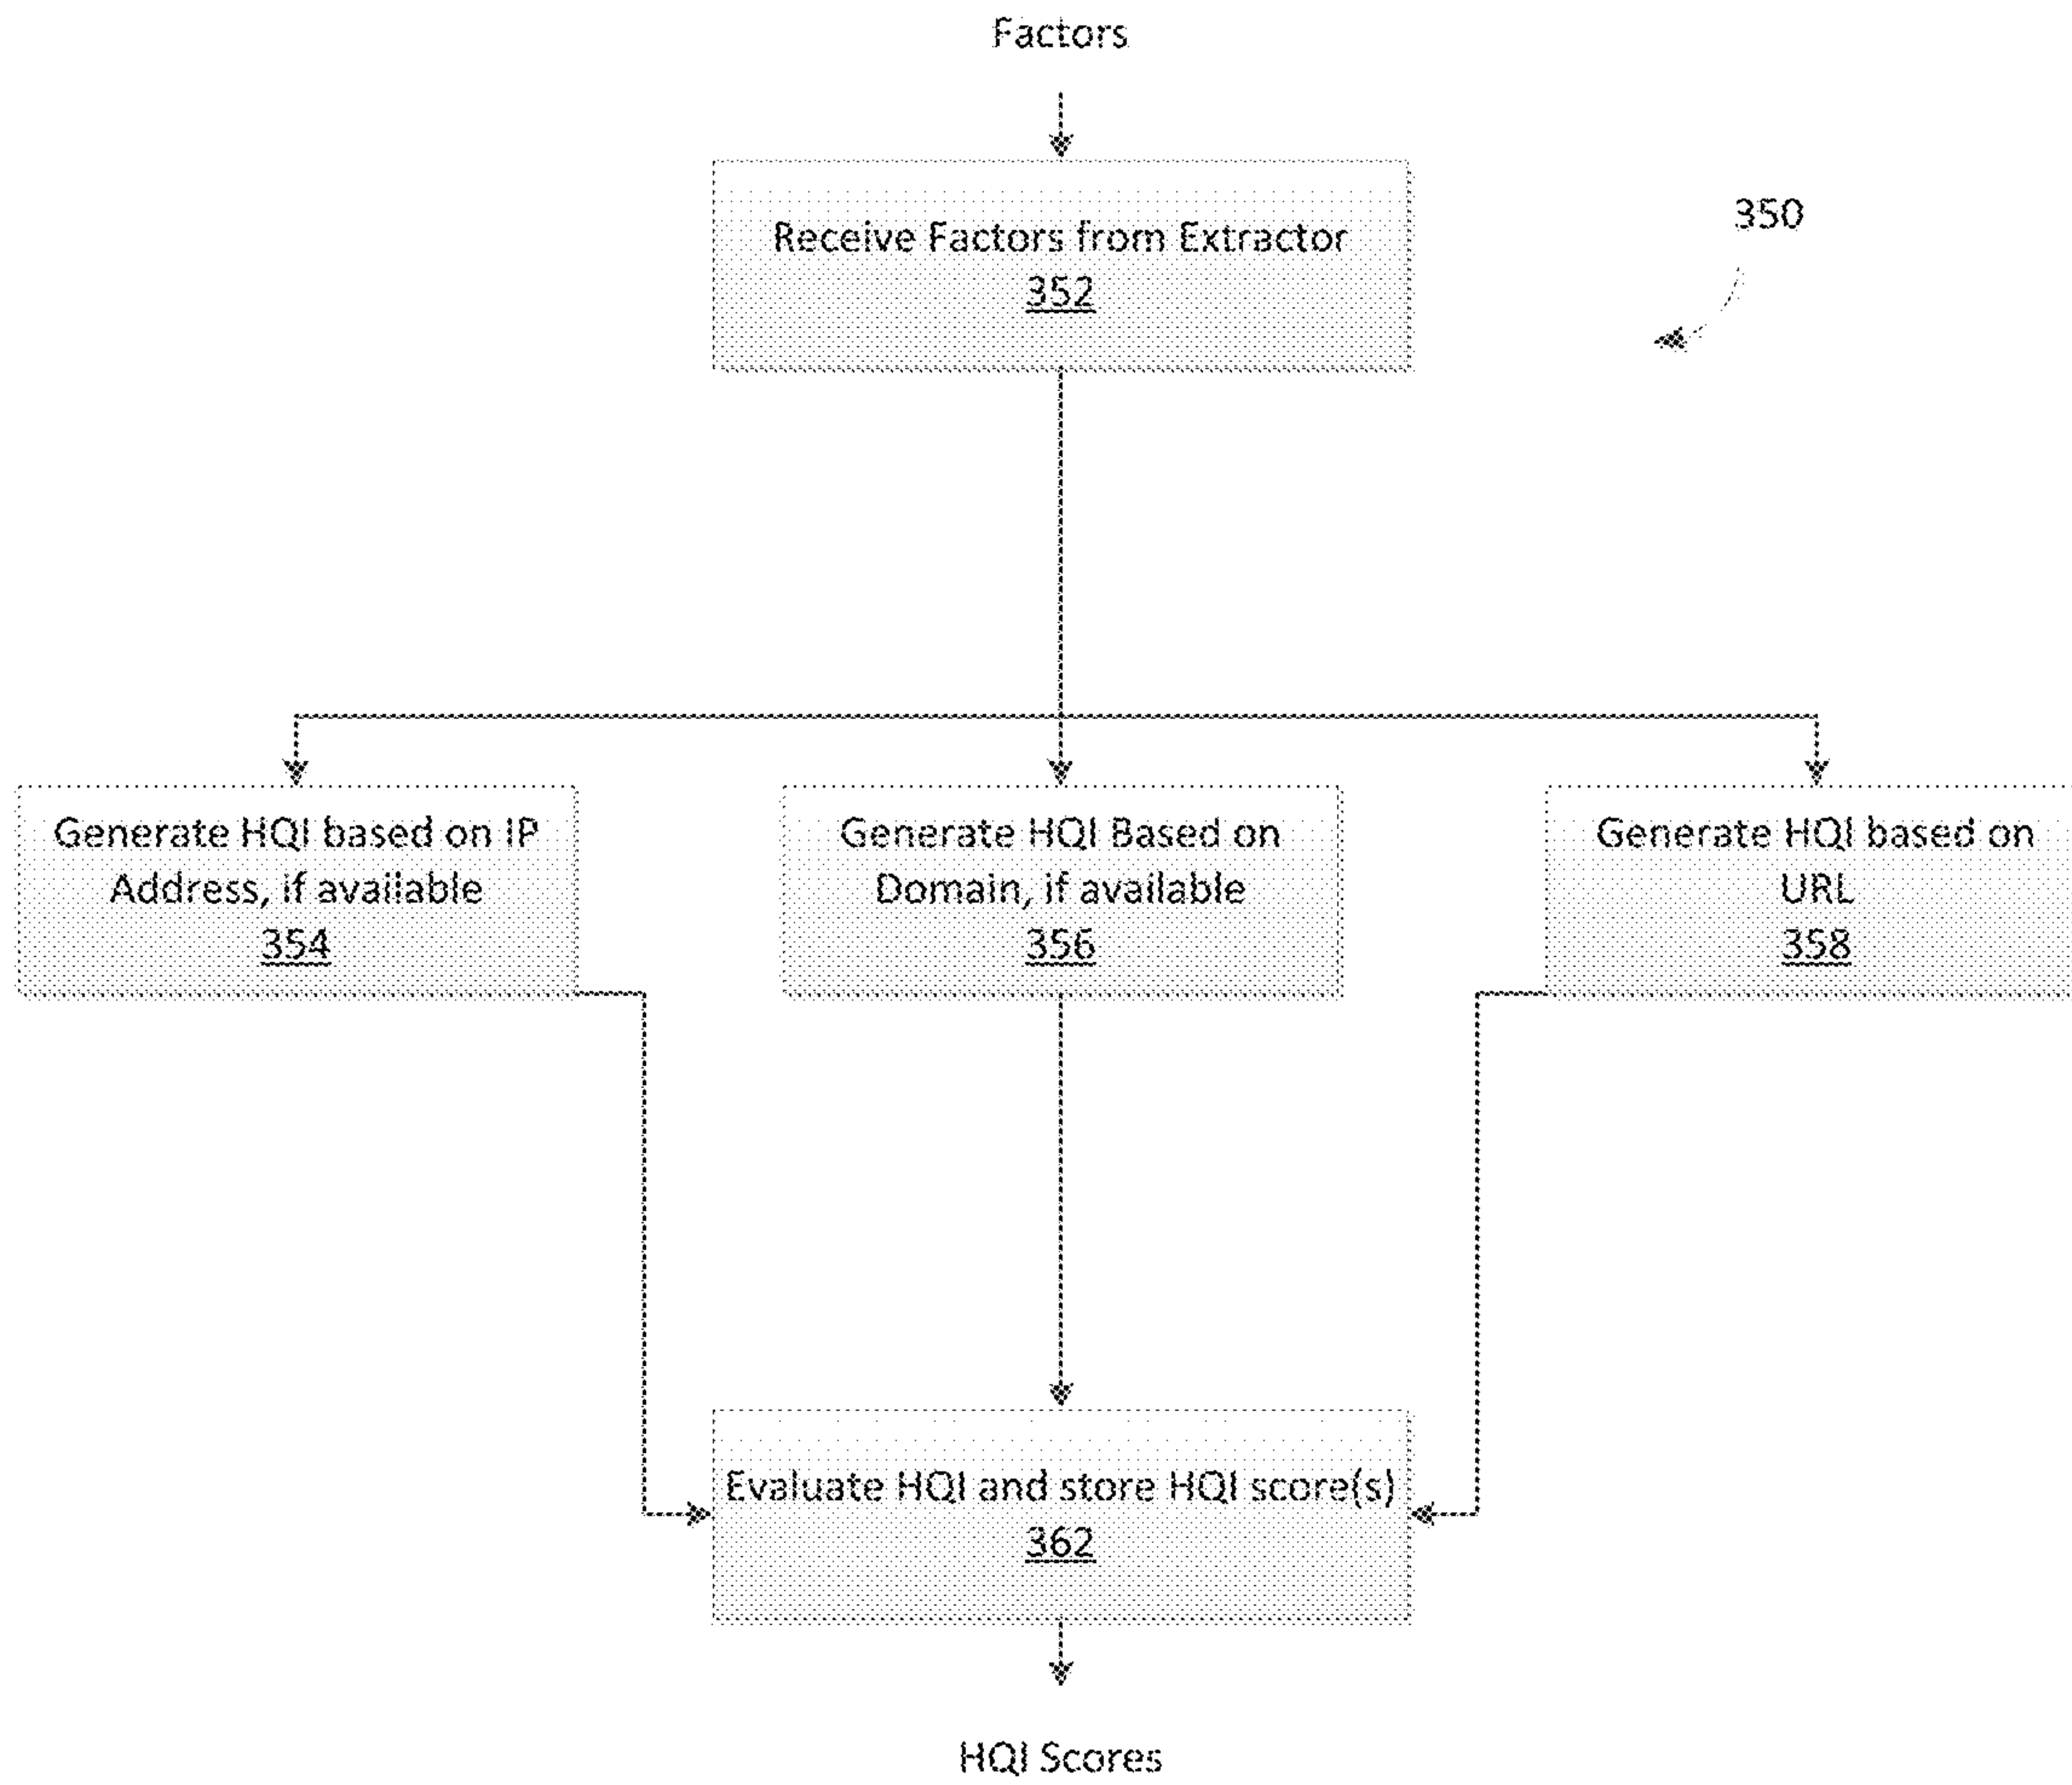 Factors
Receive Factors from Extractor
352
350
Generate HQI based on IP
Address, if available
354
Generate HQI Based on
Domain, if available
356
Generate HQI based on
URL
358
Evaluate HQI and store HQI score(s)
362
HQI Scores